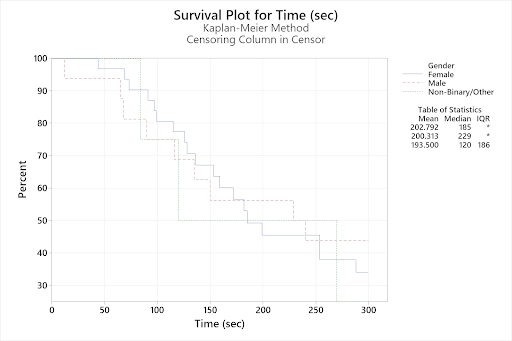 Survival Plot for Time (sec)
Kaplan-Meier Method
Censoring Column in Censor
Gender
Female
Male
Non-Binary/Other
Table of Statistics
Mean Median IQR
202.792 185 *
200.313 229 *
193.500 120 186
Percent
100
90
80
70
60
50
40
30
0 50 100 150 200 250 300
Time (sec)